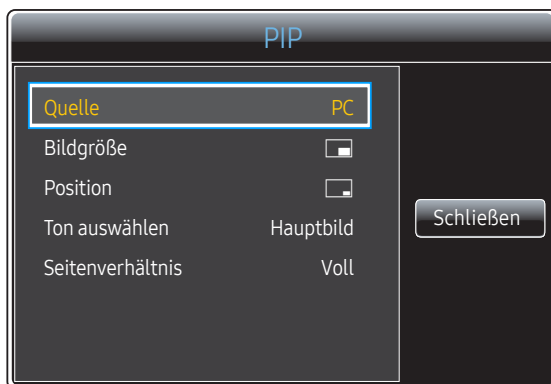 PIP
Quelle PC
Bildgröße
Position
Ton auswählen Hauptbild
Seitenverhältnis Voll
Schließen